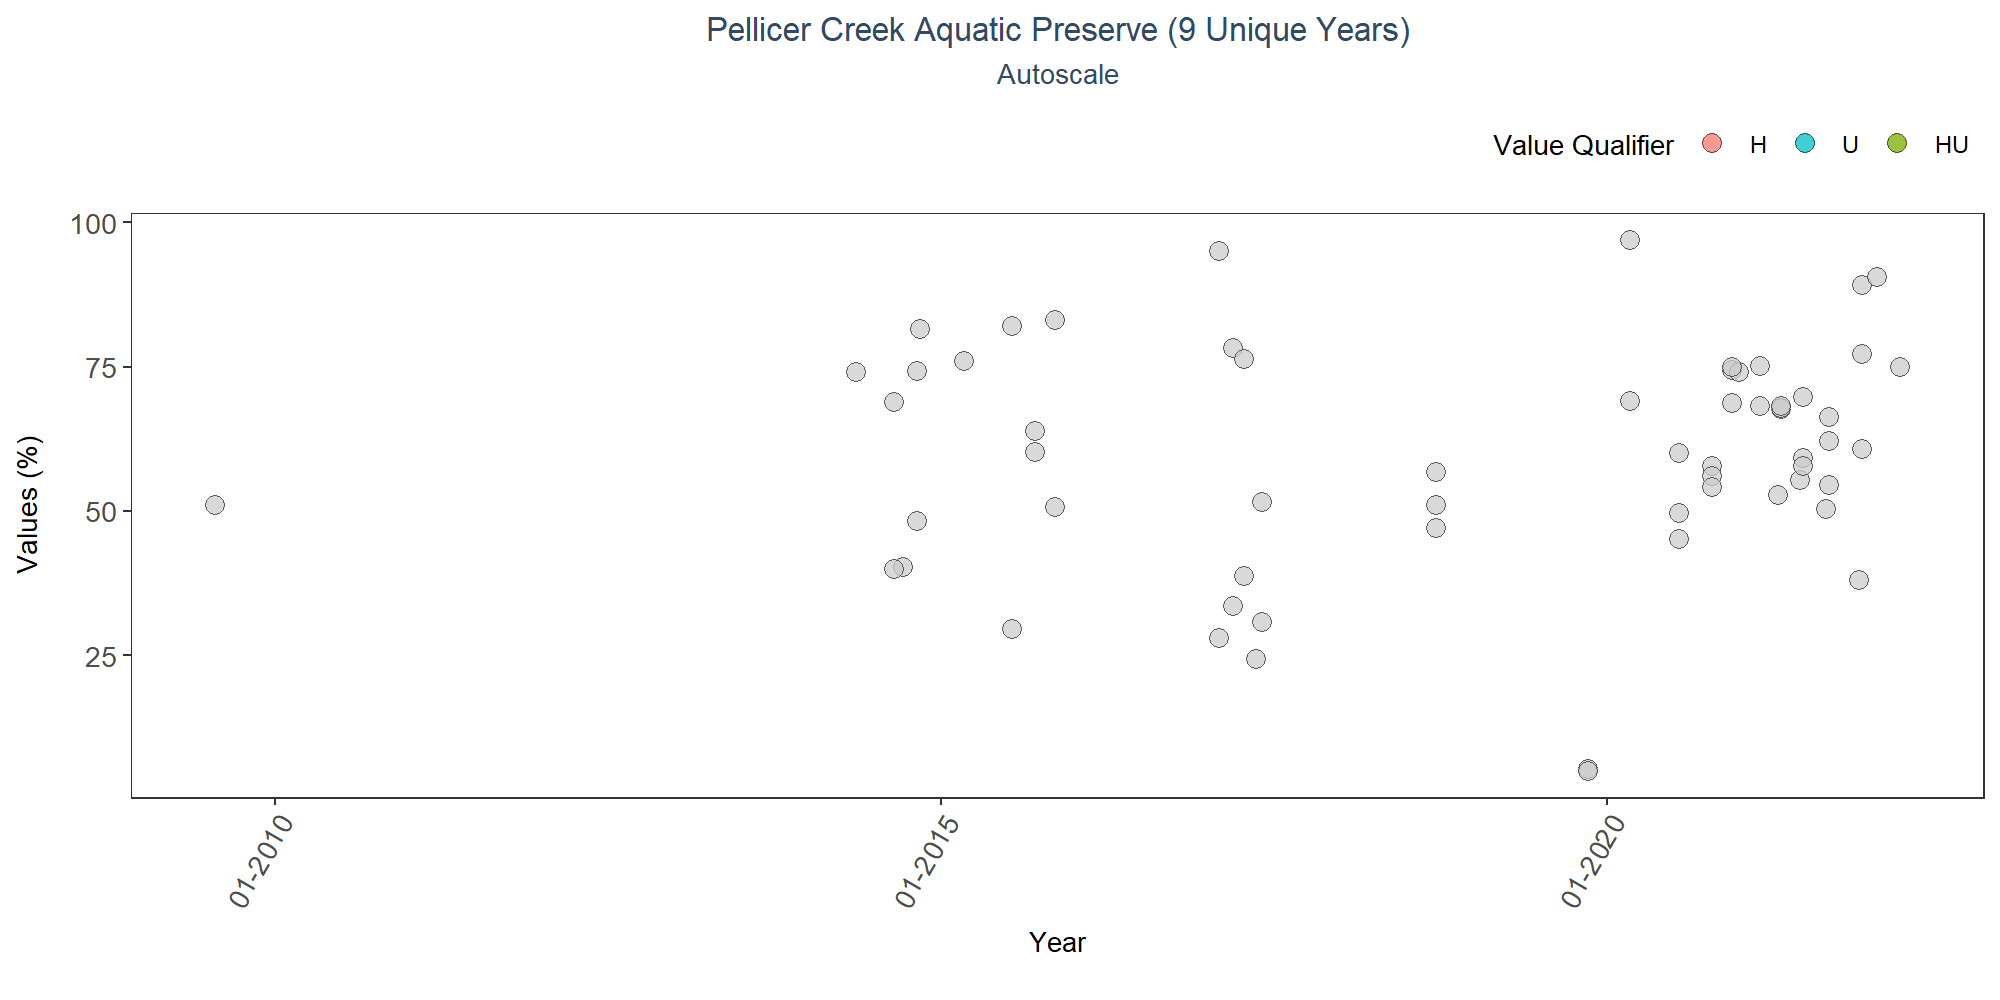 Pellicer Creek Aquatic Preserve (9 Unique Years)
Autoscale
Value Qualifier H U HU
Values (%)
100
75
50
25
01-2010 01-2015 01-2020
Year